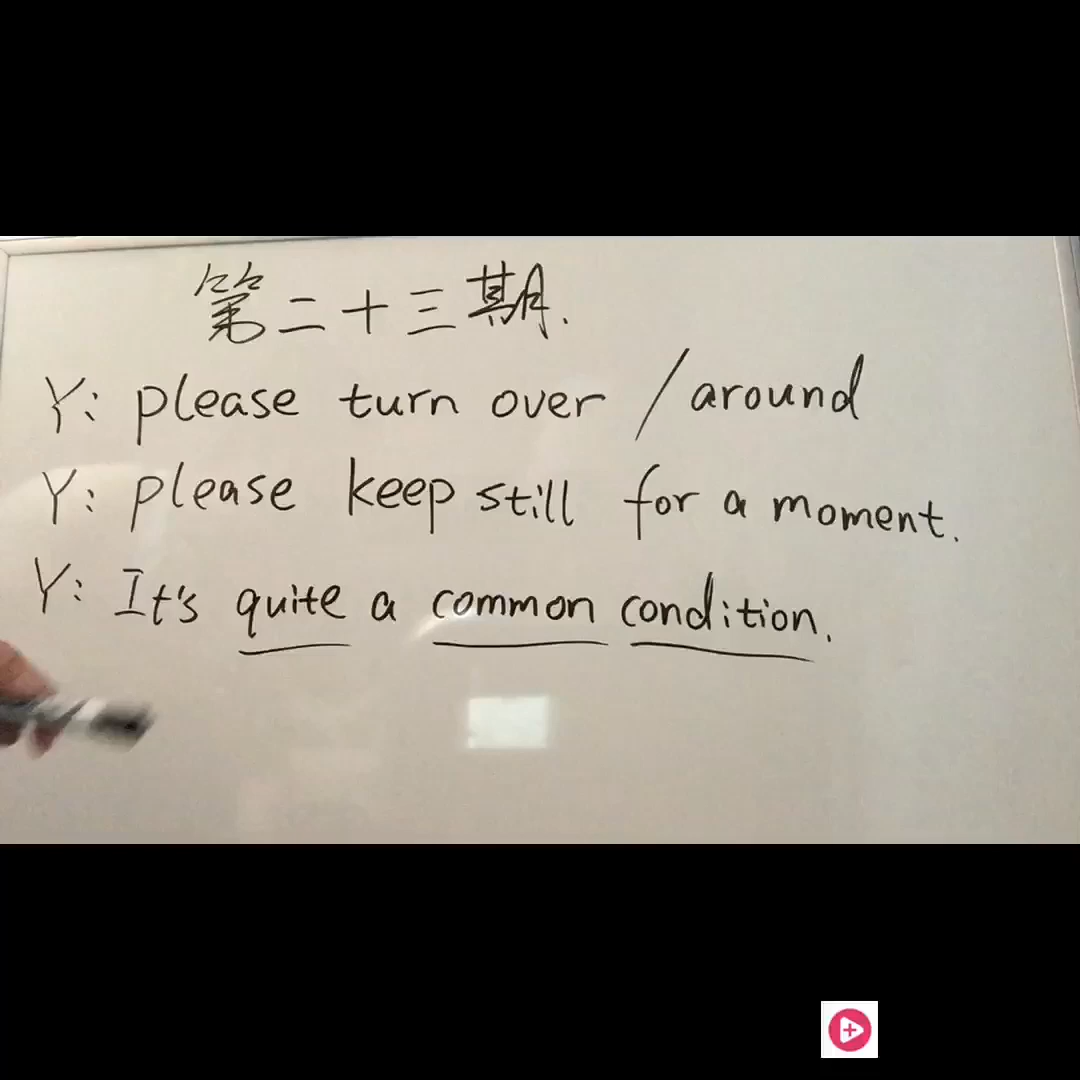 第二十三期.
Y: please turn over / around
Y: please keep still for a moment.
Y: It's quite a common condition.